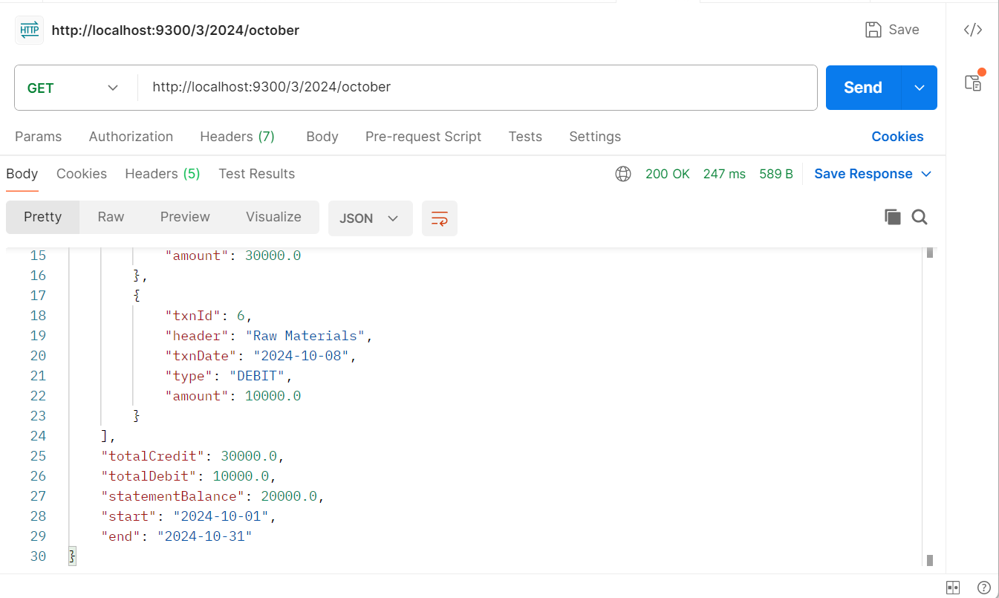 HTTP http://localhost:9300/3/2024/october Save </>
GET http://localhost:9300/3/2024/october Send
Params Authorization Headers (7) Body Pre-request Script Tests Settings Cookies
Body Cookies Headers (5) Test Results 200 OK 247 ms 589 B Save Response
Pretty Raw Preview Visualize JSON
15 "amount": 30000.0
16 },
17 {
18 "txnId": 6,
19 "header": "Raw Materials",
20 "txnDate": "2024-10-08",
21 "type": "DEBIT",
22 "amount": 10000.0
23 }
24 ],
25 "totalCredit": 30000.0,
26 "totalDebit": 10000.0,
27 "statementBalance": 20000.0,
28 "start": "2024-10-01",
29 "end": "2024-10-31"
30 }